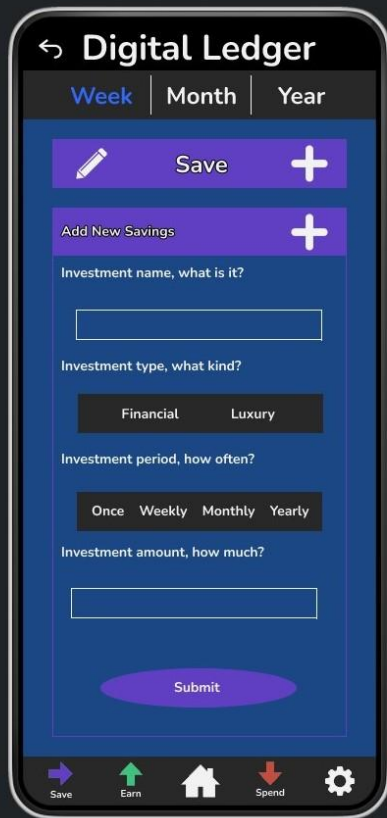 Digital Ledger
Week Month Year
Save
Add New Savings
Investment name, what is it?
Investment type, what kind?
Financial Luxury
Investment period, how often?
Once Weekly Monthly Yearly
Investment amount, how much?
Submit
Save Earn Spend